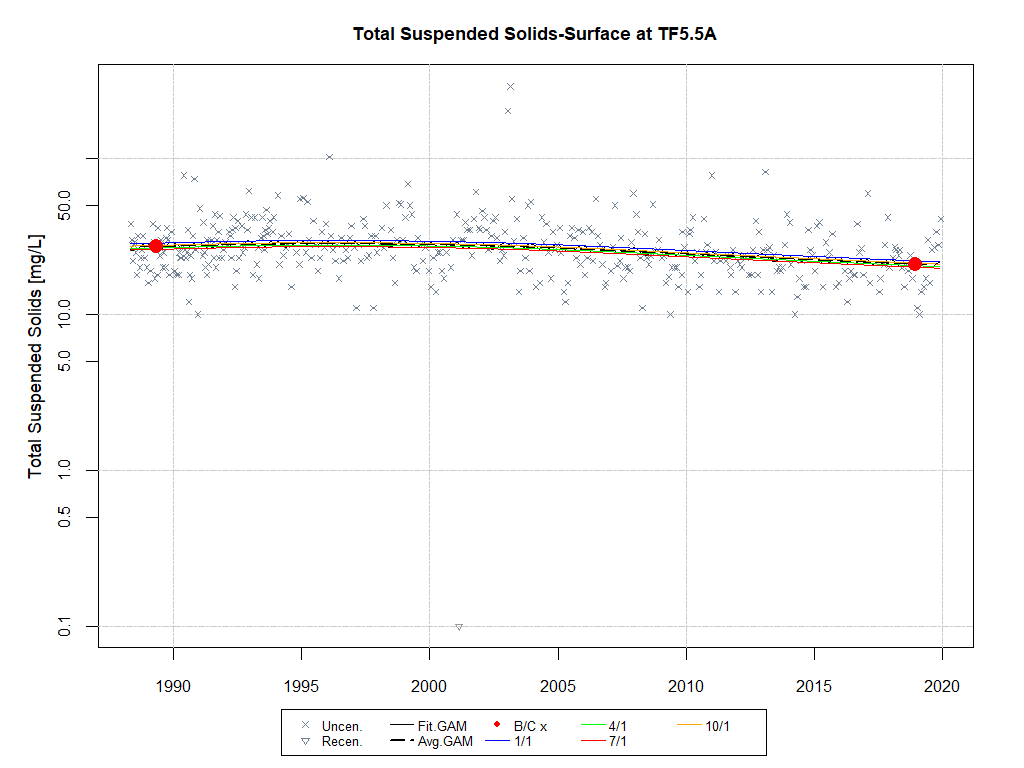 Total Suspended Solids-Surface at TF5.5A
Total Suspended Solids [mg/L]
50.0
10.0
5.0
1.0
0.5
0.1
1990 1995 2000 2005 2010 2015 2020
Uncen. Fit.GAM B/C x 4/1 10/1
Recen. Avg.GAM 1/1 7/1